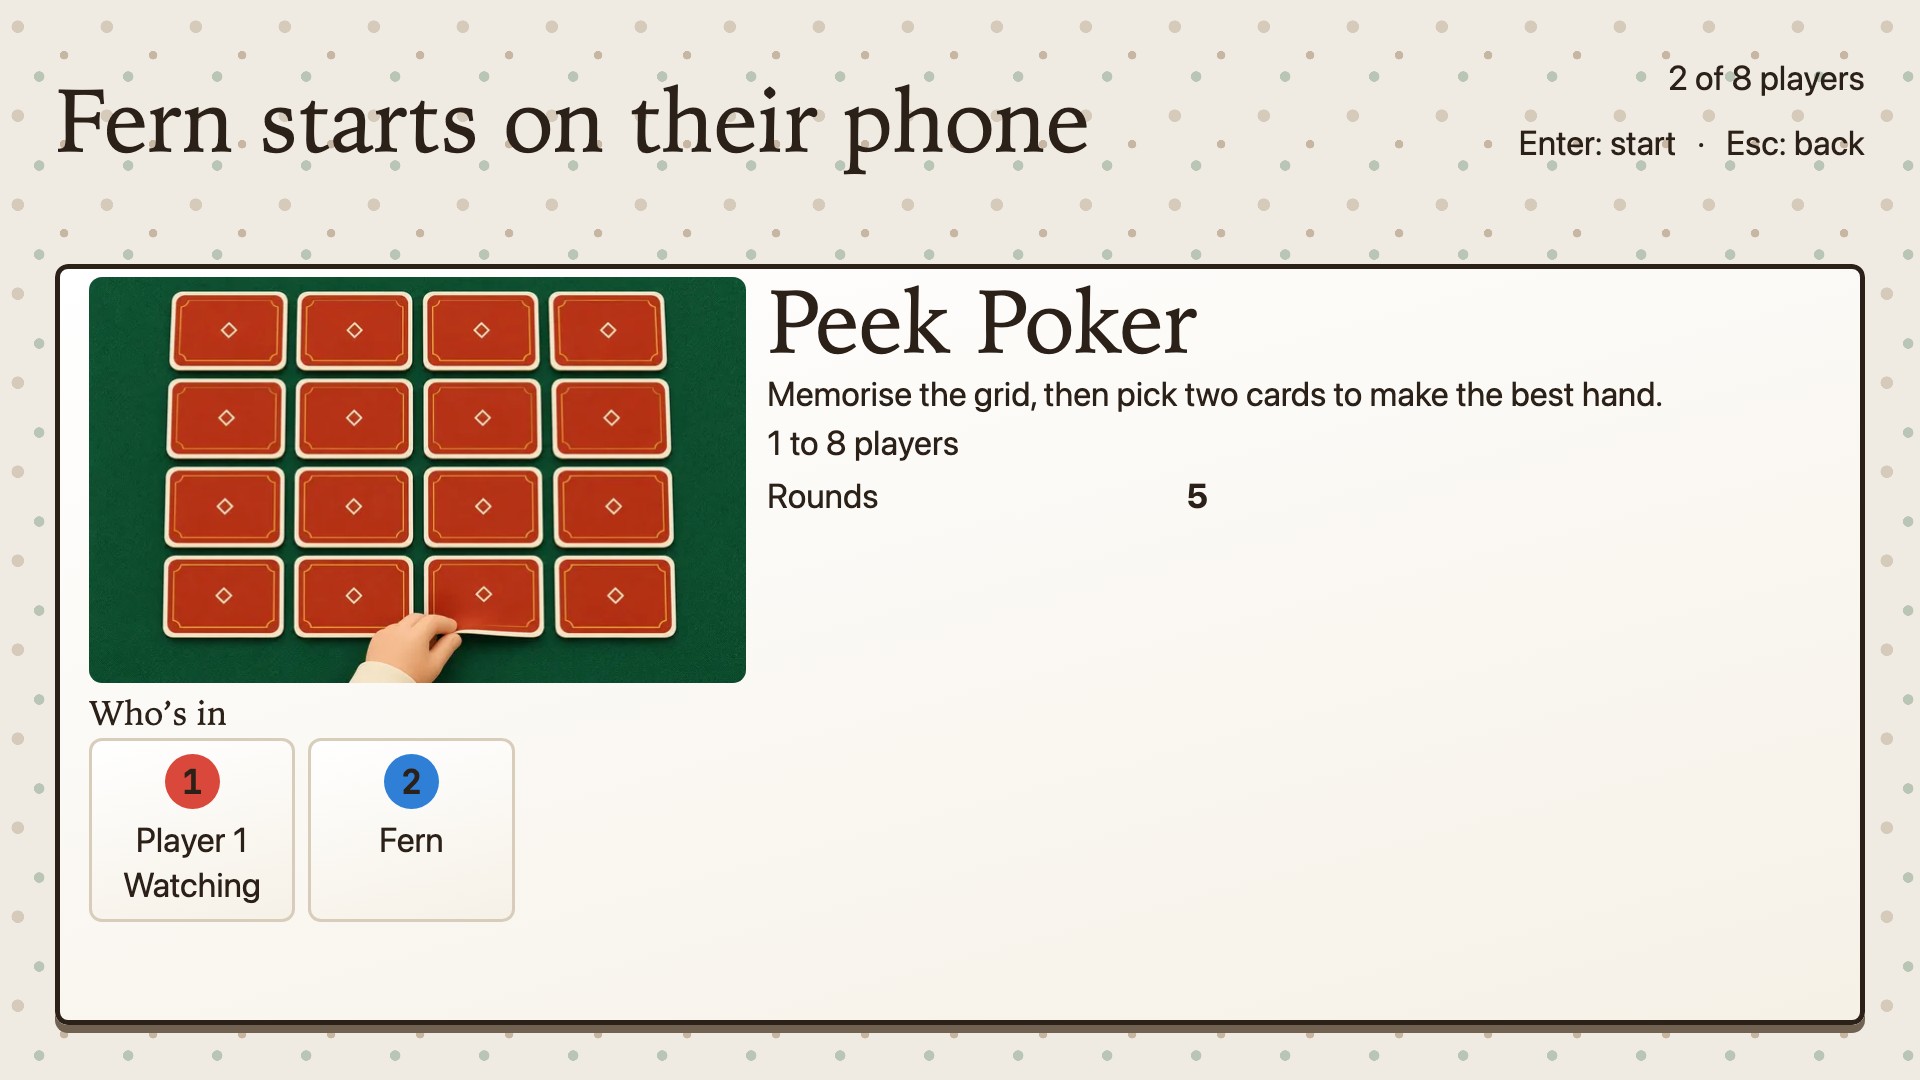 Fern starts on their phone
2 of 8 players
Enter: start · Esc: back
Peek Poker
Memorise the grid, then pick two cards to make the best hand.
1 to 8 players
Rounds 5
Who’s in
1
Player 1
Watching
2
Fern